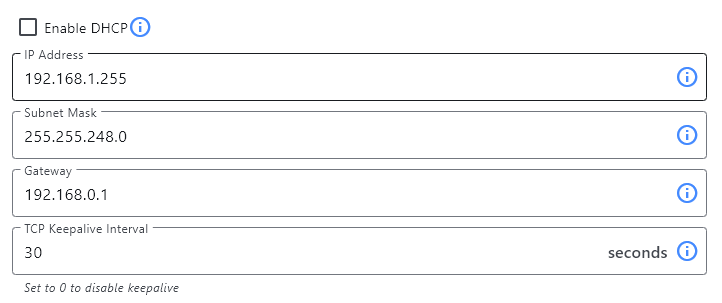 Enable DHCP
IP Address
192.168.1.255
Subnet Mask
255.255.248.0
Gateway
192.168.0.1
TCP Keepalive Interval
30 seconds
Set to 0 to disable keepalive